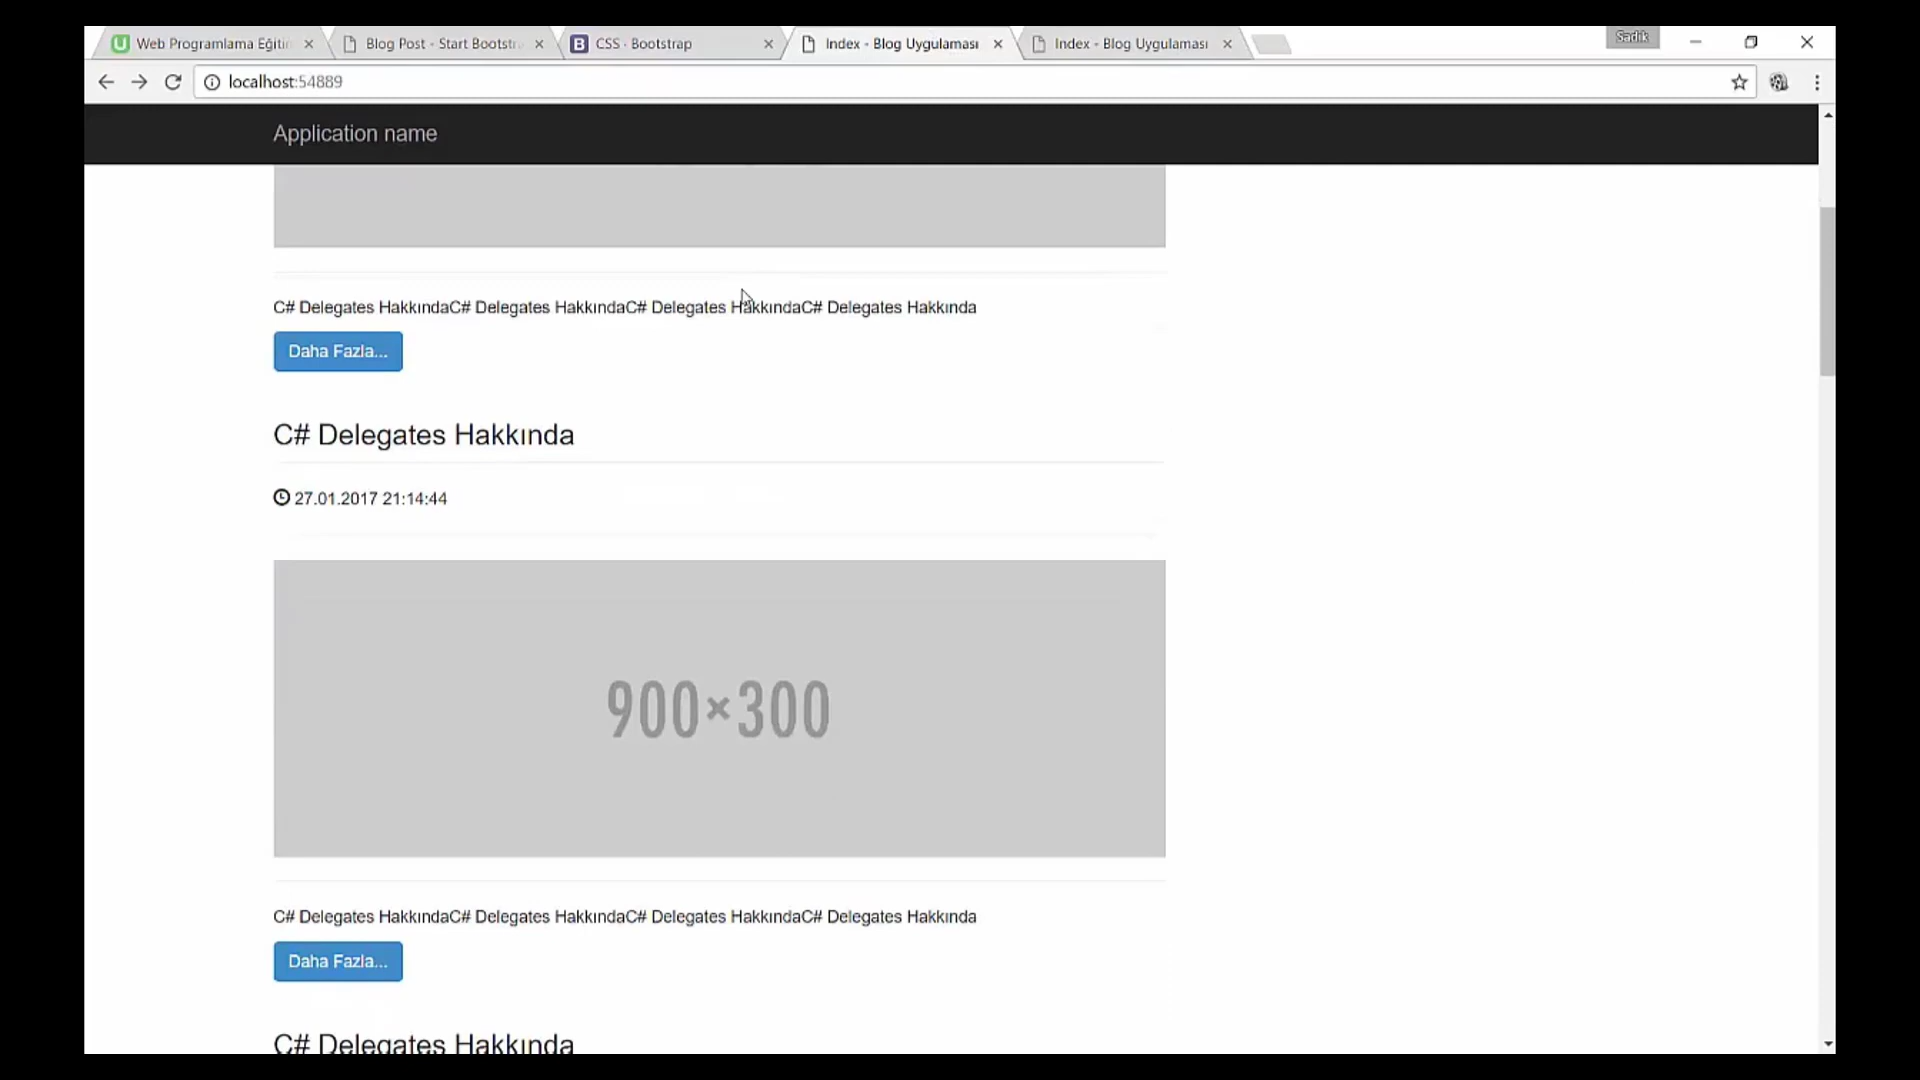 Web Programlama Eğitin
Blog Post - Start Bootstr
CSS · Bootstrap
Index - Blog Uygulaması
Index - Blog Uygulaması
Sadik
localhost:54889
Application name
C# Delegates HakkındaC# Delegates HakkındaC# Delegates HakkındaC# Delegates Hakkında
Daha Fazla...
C# Delegates Hakkında
27.01.2017 21:14:44
900×300
C# Delegates HakkındaC# Delegates HakkındaC# Delegates HakkındaC# Delegates Hakkında
Daha Fazla...
C# Delegates Hakkında